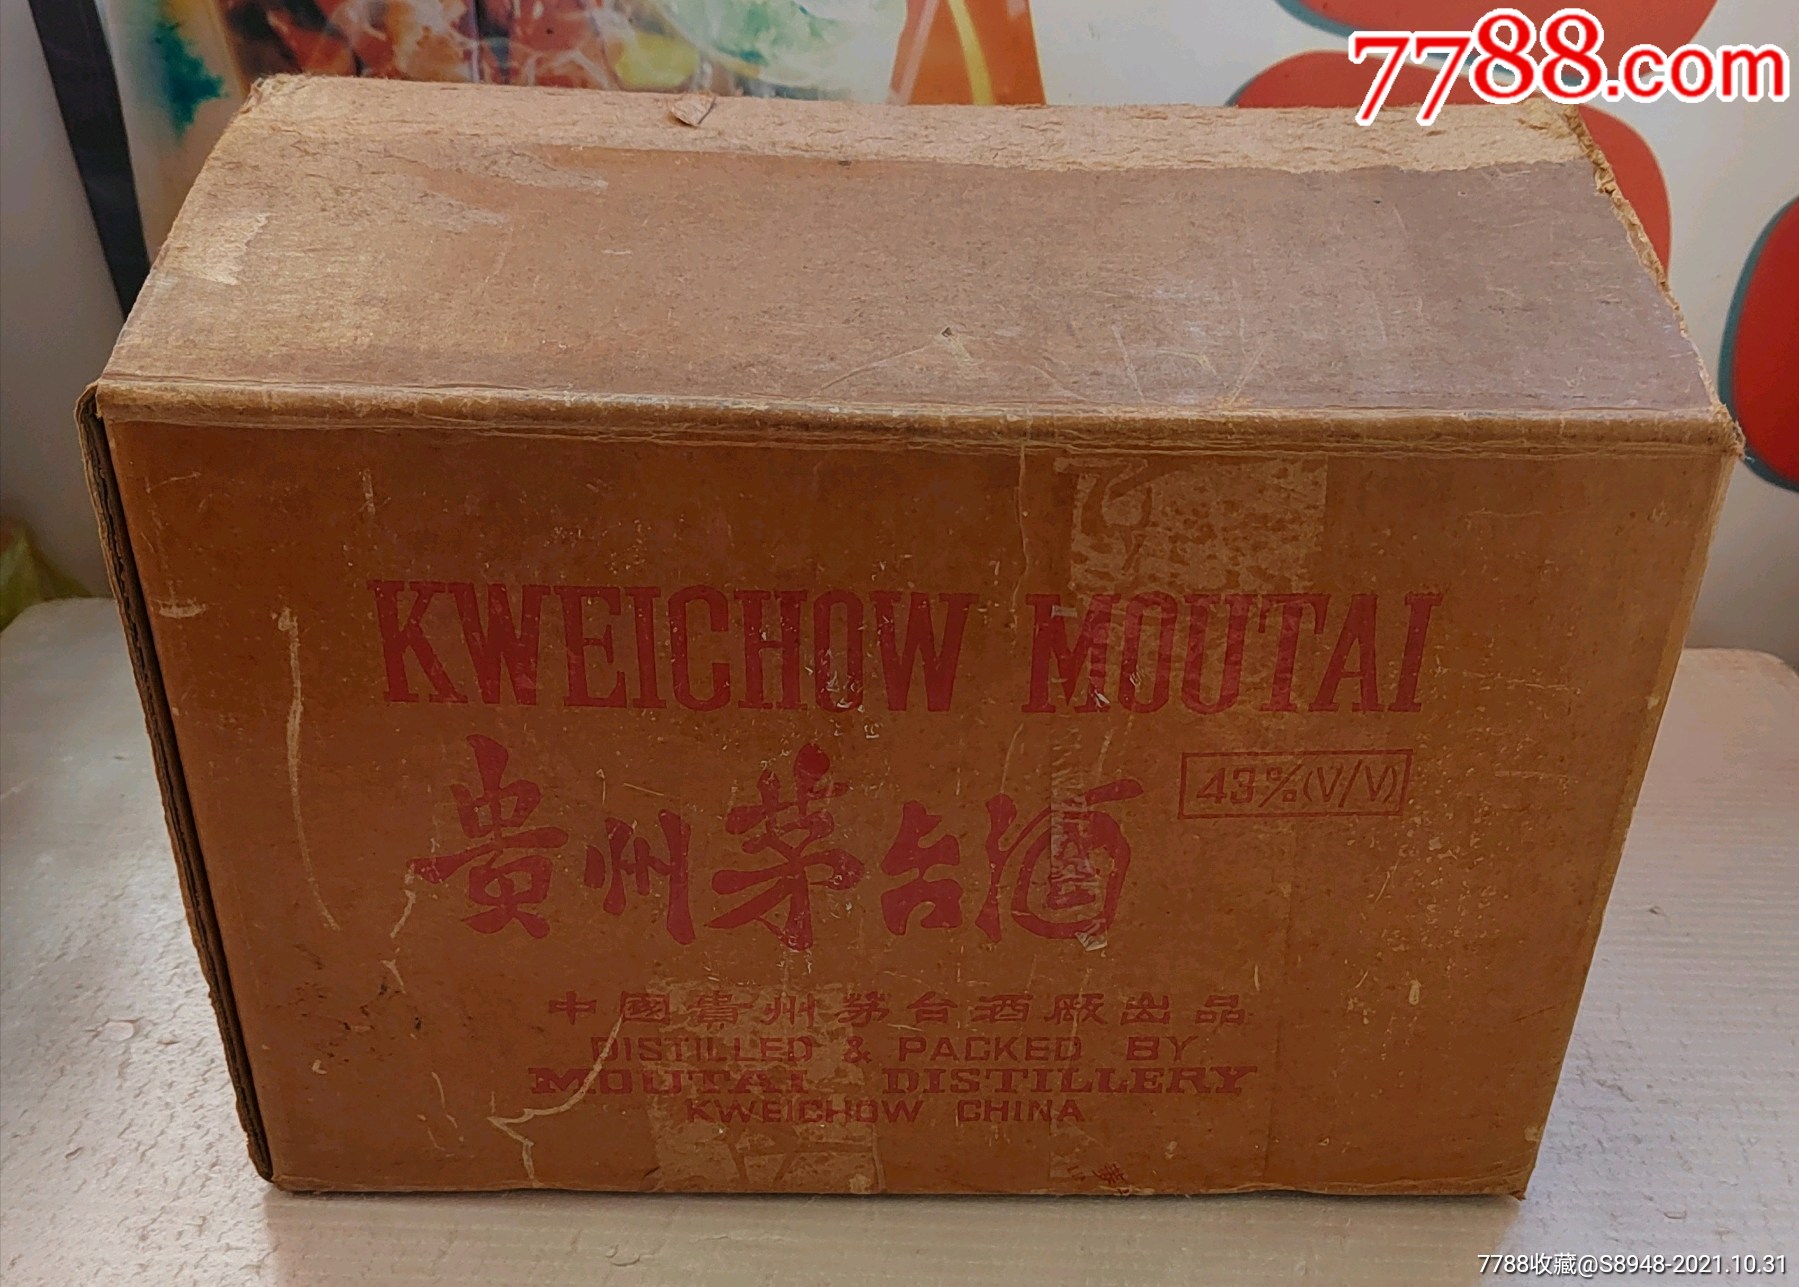 7788.com
KWEICHOW MOUTAI
貴州茅台酒
43%(V/V)
中國貴州茅台酒厰出品
DISTILLED & PACKED BY
MOUTAI DISTILLERY
KWEICHOW CHINA
7788收藏@S8948-2021.10.31